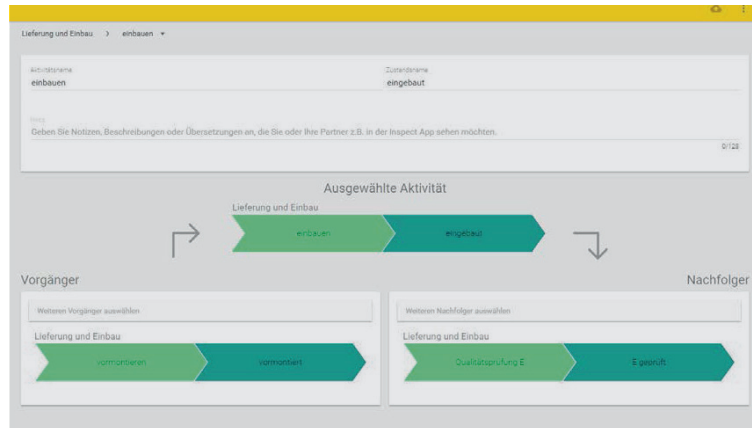 Lieferung und Einbau > einbauen
Aktivitätsname
einbauen
Zustandsname
eingebaut
Geben Sie Notizen, Beschreibungen oder Übersetzungen an, die Sie oder Ihre Partner z.B. in der Inspect App sehen möchten.
0/128
Ausgewählte Aktivität
Lieferung und Einbau
einbauen
eingebaut
Vorgänger
Nachfolger
Weiteren Vorgänger auswählen
Lieferung und Einbau
vormontieren
vormontiert
Weiteren Nachfolger auswählen
Lieferung und Einbau
Qualitätsprüfung E
E geprüft